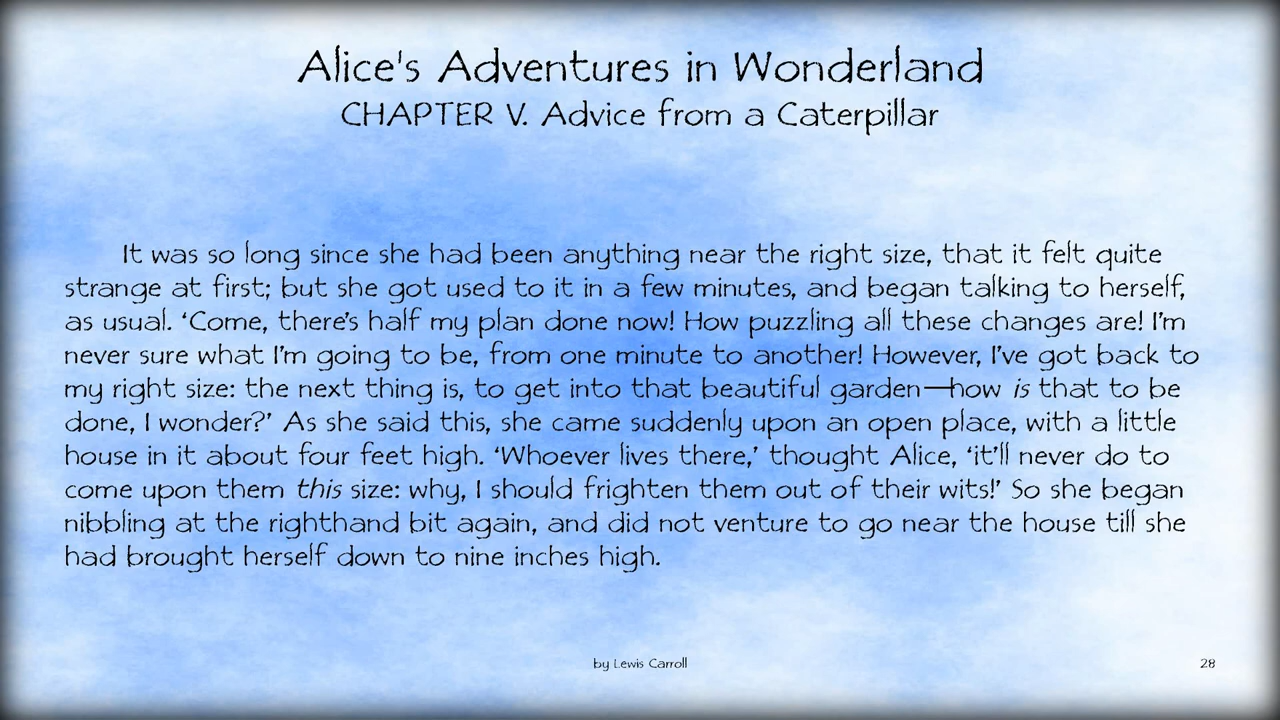 Alice's Adventures in Wonderland
CHAPTER V. Advice from a Caterpillar
It was so long since she had been anything near the right size, that it felt quite
strange at first; but she got used to it in a few minutes, and began talking to herself,
as usual. ‘Come, there’s half my plan done now! How puzzling all these changes are! I’m
never sure what I’m going to be, from one minute to another! However, I’ve got back to
my right size: the next thing is, to get into that beautiful garden—how is that to be
done, I wonder?’ As she said this, she came suddenly upon an open place, with a little
house in it about four feet high. ‘Whoever lives there,’ thought Alice, ‘it’ll never do to
come upon them this size: why, I should frighten them out of their wits!’ So she began
nibbling at the righthand bit again, and did not venture to go near the house till she
had brought herself down to nine inches high.
by Lewis Carroll
28